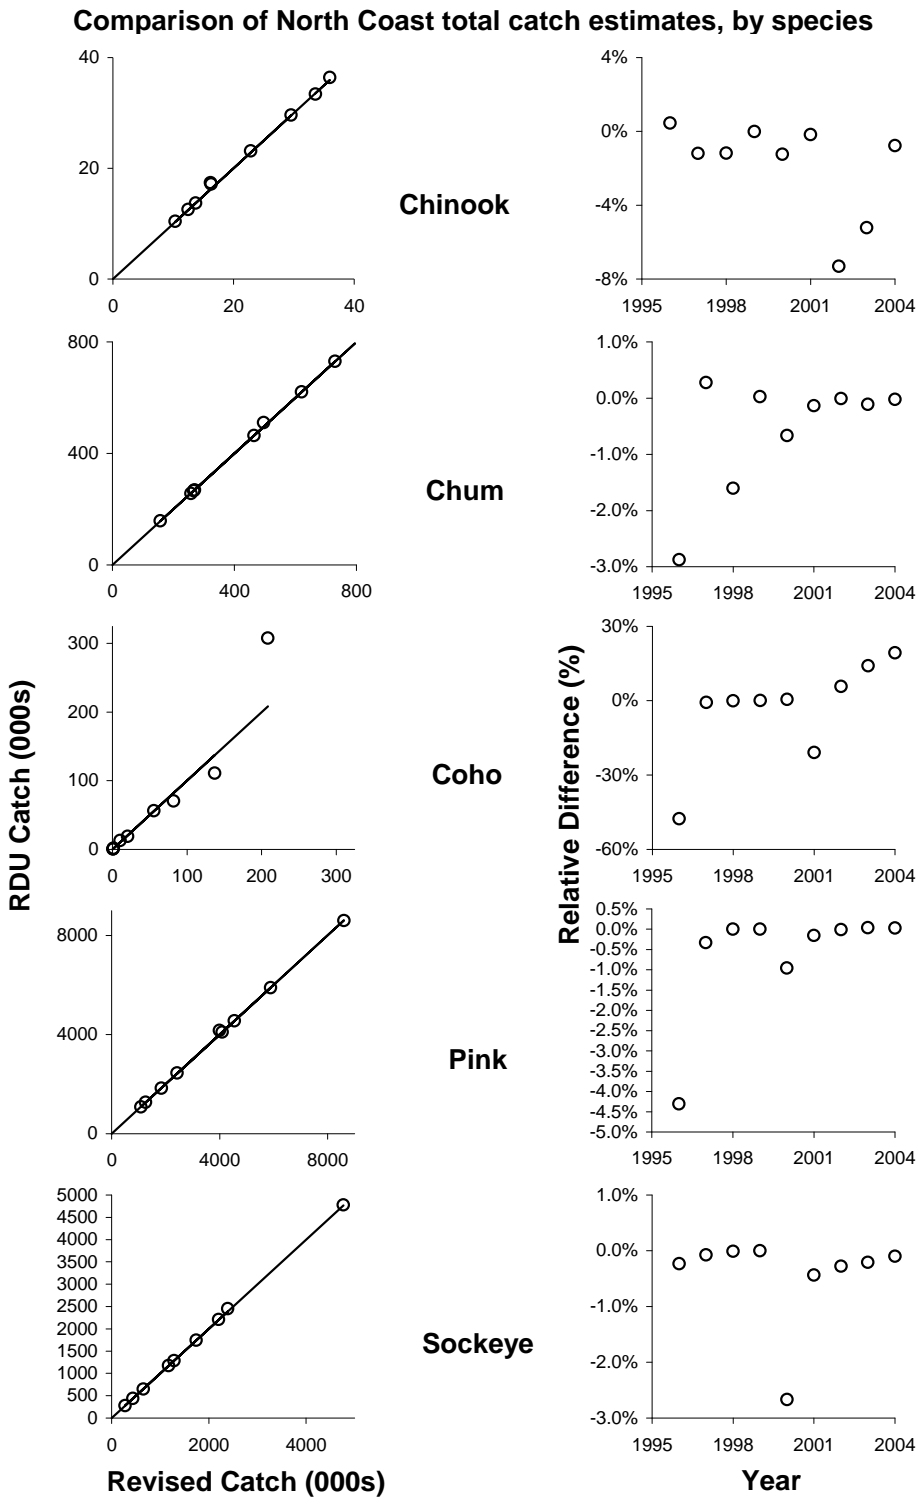 Comparison of North Coast total catch estimates, by species
40
20
0
0 20 40
Chinook
4%
0%
-4%
-8%
1995 1998 2001 2004
800
400
0
0 400 800
Chum
1.0%
0.0%
-1.0%
-2.0%
-3.0%
1995 1998 2001 2004
RDU Catch (000s)
300
200
100
0
0 100 200 300
Coho
Relative Difference (%)
30%
0%
-30%
-60%
1995 1998 2001 2004
8000
4000
0
0 4000 8000
Pink
0.5%
0.0%
-0.5%
-1.0%
-1.5%
-2.0%
-2.5%
-3.0%
-3.5%
-4.0%
-4.5%
-5.0%
1995 1998 2001 2004
5000
4500
4000
3500
3000
2500
2000
1500
1000
500
0
0 2000 4000
Sockeye
1.0%
0.0%
-1.0%
-2.0%
-3.0%
1995 1998 2001 2004
Revised Catch (000s)
Year